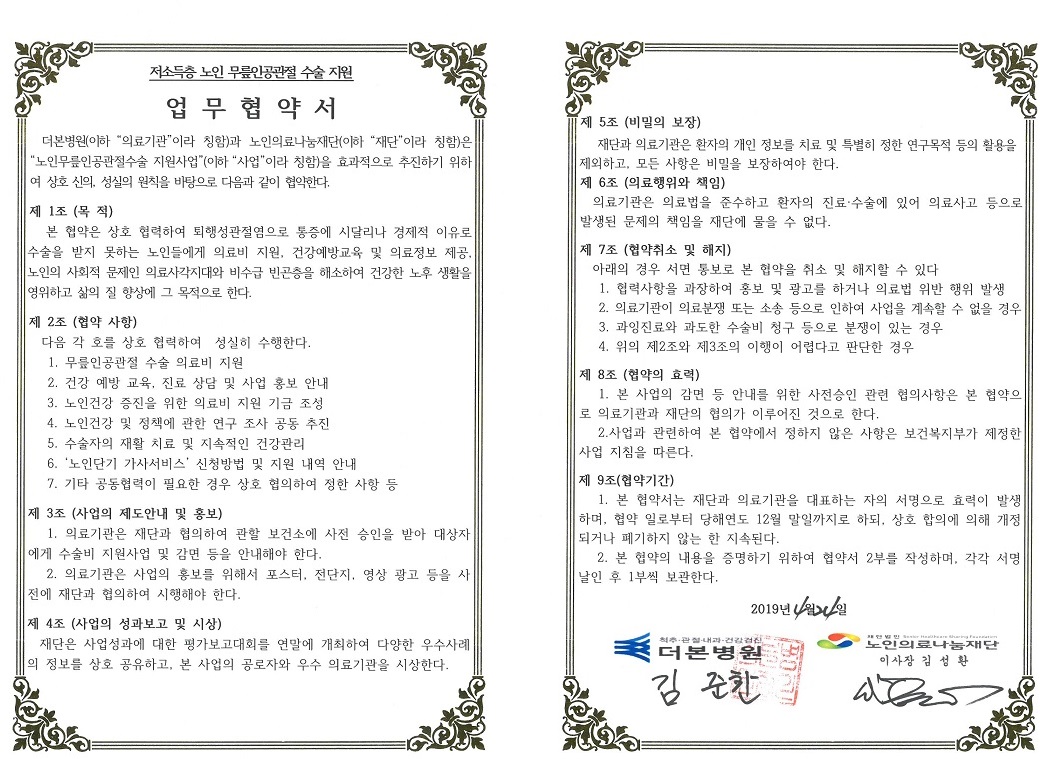 저소득층 노인 무릎인공관절 수술 지원
업 무 협 약 서
더본병원(이하 “의료기관”이라 칭함)과 노인의료나눔재단(이하 “재단”이라 칭함)은
“노인무릎인공관절수술 지원사업”(이하 “사업”이라 칭함)을 효과적으로 추진하기 위하
여 상호 신의, 성실의 원칙을 바탕으로 다음과 같이 협약한다.
제 1조 (목 적)
본 협약은 상호 협력하여 퇴행성관절염으로 통증에 시달리나 경제적 이유로
수술을 받지 못하는 노인들에게 의료비 지원, 건강예방교육 및 의료정보 제공,
노인의 사회적 문제인 의료사각지대와 비수급 빈곤층을 해소하여 건강한 노후 생활을
영위하고 삶의 질 향상에 그 목적으로 한다.
제 2조 (협약 사항)
다음 각 호를 상호 협력하여 성실히 수행한다.
1. 무릎인공관절 수술 의료비 지원
2. 건강 예방 교육, 진료 상담 및 사업 홍보 안내
3. 노인건강 증진을 위한 의료비 지원 기금 조성
4. 노인건강 및 정책에 관한 연구 조사 공동 추진
5. 수술자의 재활 치료 및 지속적인 건강관리
6. ‘노인단기 가사서비스’ 신청방법 및 지원 내역 안내
7. 기타 공동협력이 필요한 경우 상호 협의하여 정한 사항 등
제 3조 (사업의 제도안내 및 홍보)
1. 의료기관은 재단과 협의하여 관할 보건소에 사전 승인을 받아 대상자
에게 수술비 지원사업 및 감면 등을 안내해야 한다.
2. 의료기관은 사업의 홍보를 위해서 포스터, 전단지, 영상 광고 등을 사
전에 재단과 협의하여 시행해야 한다.
제 4조 (사업의 성과보고 및 시상)
재단은 사업성과에 대한 평가보고대회를 연말에 개최하여 다양한 우수사례
의 정보를 상호 공유하고, 본 사업의 공로자와 우수 의료기관을 시상한다.
제 5조 (비밀의 보장)
재단과 의료기관은 환자의 개인 정보를 치료 및 특별히 정한 연구목적 등의 활용을
제외하고, 모든 사항은 비밀을 보장하여야 한다.
제 6조 (의료행위와 책임)
의료기관은 의료법을 준수하고 환자의 진료·수술에 있어 의료사고 등으로
발생된 문제의 책임을 재단에 물을 수 없다.
제 7조 (협약취소 및 해지)
아래의 경우 서면 통보로 본 협약을 취소 및 해지할 수 있다
1. 협력사항을 과장하여 홍보 및 광고를 하거나 의료법 위반 행위 발생
2. 의료기관이 의료분쟁 또는 소송 등으로 인하여 사업을 계속할 수 없을 경우
3. 과잉진료와 과도한 수술비 청구 등으로 분쟁이 있는 경우
4. 위의 제2조와 제3조의 이행이 어렵다고 판단한 경우
제 8조 (협약의 효력)
1. 본 사업의 감면 등 안내를 위한 사전승인 관련 협의사항은 본 협약으
로 의료기관과 재단의 협의가 이루어진 것으로 한다.
2.사업과 관련하여 본 협약에서 정하지 않은 사항은 보건복지부가 제정한
사업 지침을 따른다.
제 9조(협약기간)
1. 본 협약서는 재단과 의료기관을 대표하는 자의 서명으로 효력이 발생
하며, 협약 일로부터 당해연도 12월 말일까지로 하되, 상호 합의에 의해 개정
되거나 폐기하지 않는 한 지속된다.
2. 본 협약의 내용을 증명하기 위하여 협약서 2부를 작성하며, 각각 서명
날인 후 1부씩 보관한다.
2019년 4월 24일
척추·관절·내과·건강검진
더본병원
김 준환
재단법인 Senior Healthcare Sharing Foundation
노인의료나눔재단
이사장 김 성 환